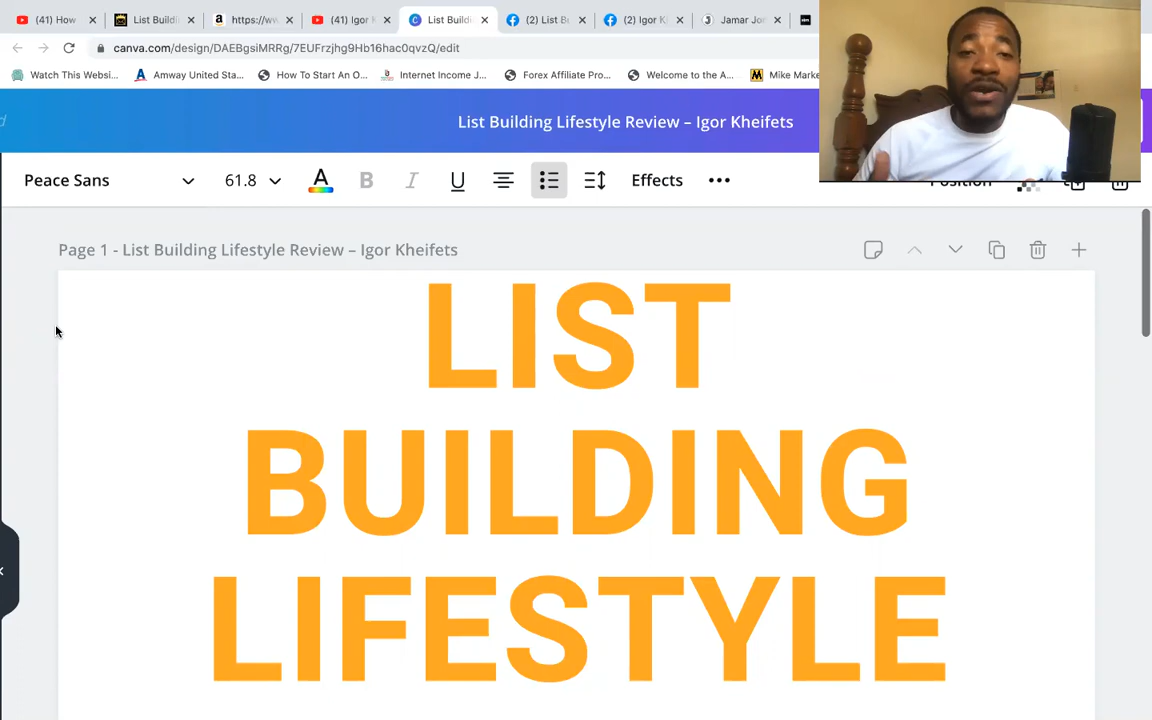 (41) How
List Buildi
https://ww
(41) Igor K
List Buildi
(2) List Bu
(2) Igor Ki
Jamar Jon
canva.com/design/DAEBgsiMRRg/7EUFrzjhg9Hb16hac0qvzQ/edit
Watch This Websi...
Amway United Sta...
How To Start An O...
Internet Income J...
Forex Affiliate Pro...
Welcome to the A...
Mike Marke
List Building Lifestyle Review – Igor Kheifets
Peace Sans
61.8
A
B
I
U
Effects
Position
Page 1 - List Building Lifestyle Review – Igor Kheifets
LIST
BUILDING
LIFESTYLE